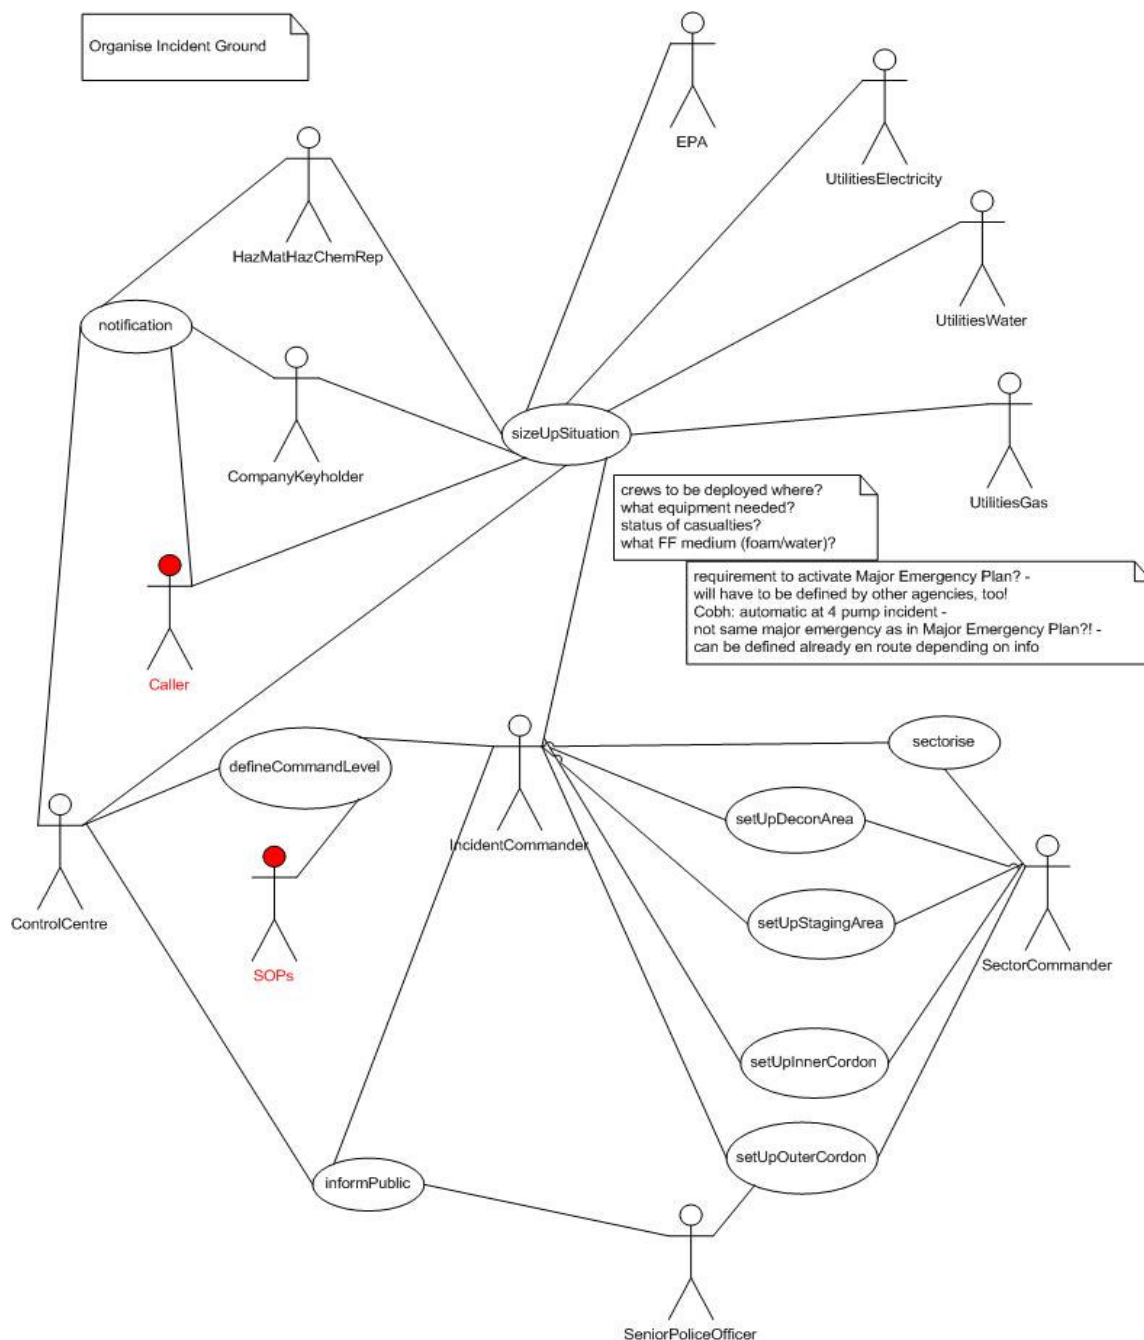 Organise Incident Ground
EPA
UtilitiesElectricity
HazMatHazChemRep
UtilitiesWater
notification
CompanyKeyholder
sizeUpSituation
UtilitiesGas
crews to be deployed where?
what equipment needed?
status of casualties?
what FF medium (foam/water)?
requirement to activate Major Emergency Plan? -
will have to be defined by other agencies, too!
Cobh: automatic at 4 pump incident -
not same major emergency as in Major Emergency Plan?! -
can be defined already en route depending on info
Caller
defineCommandLevel
sectorise
setUpDeconArea
IncidentCommander
ControlCentre
SOPs
setUpStagingArea
SectorCommander
setUpInnerCordon
setUpOuterCordon
informPublic
SeniorPoliceOfficer